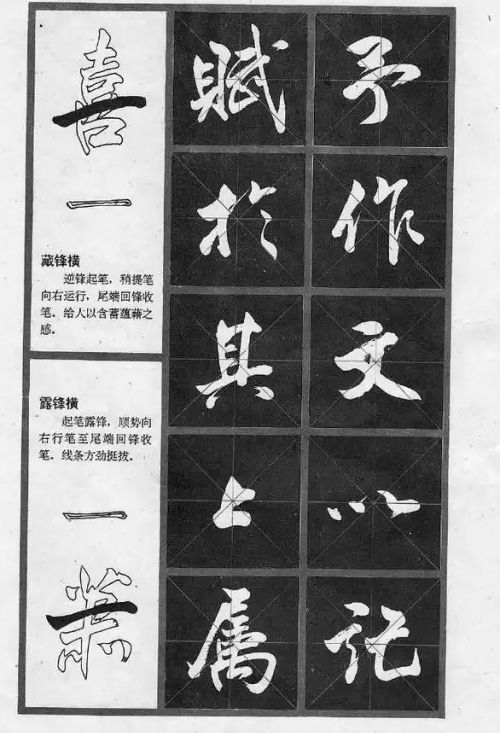 喜
一
藏锋横
逆锋起笔，稍提笔
向右运行，尾端回锋收
笔。给人以含蓄蕴藉之
感。
露锋横
起笔露锋，顺势向
右行笔至尾端回锋收
笔。线条方劲挺拔。
一
賦於其上属
予作文以记